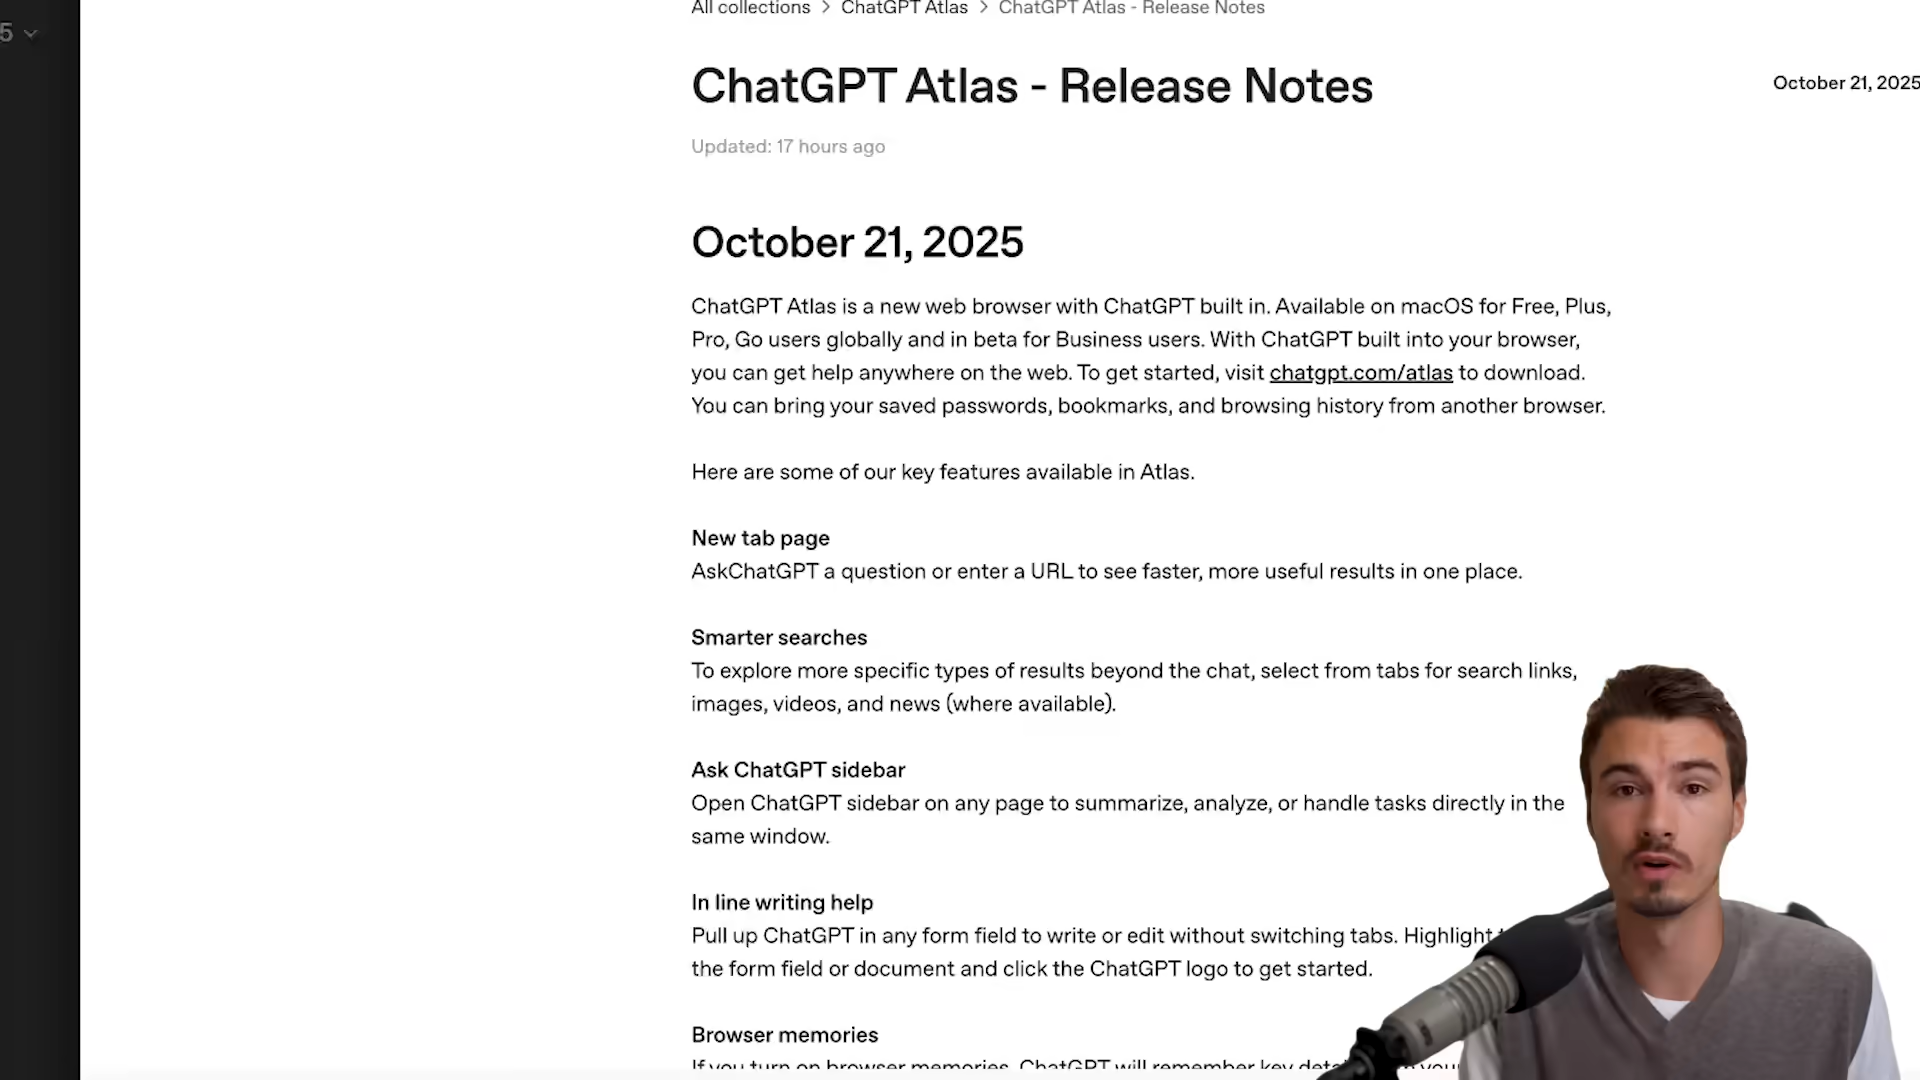 5
All collections > ChatGPT Atlas > ChatGPT Atlas - Release Notes
ChatGPT Atlas - Release Notes
October 21, 2025
Updated: 17 hours ago
October 21, 2025
ChatGPT Atlas is a new web browser with ChatGPT built in. Available on macOS for Free, Plus,
Pro, Go users globally and in beta for Business users. With ChatGPT built into your browser,
you can get help anywhere on the web. To get started, visit chatgpt.com/atlas to download.
You can bring your saved passwords, bookmarks, and browsing history from another browser.
Here are some of our key features available in Atlas.
New tab page
AskChatGPT a question or enter a URL to see faster, more useful results in one place.
Smarter searches
To explore more specific types of results beyond the chat, select from tabs for search links,
images, videos, and news (where available).
Ask ChatGPT sidebar
Open ChatGPT sidebar on any page to summarize, analyze, or handle tasks directly in the
same window.
In line writing help
Pull up ChatGPT in any form field to write or edit without switching tabs. Highlight
the form field or document and click the ChatGPT logo to get started.
Browser memories
If you turn on browser memories, ChatGPT will remember key